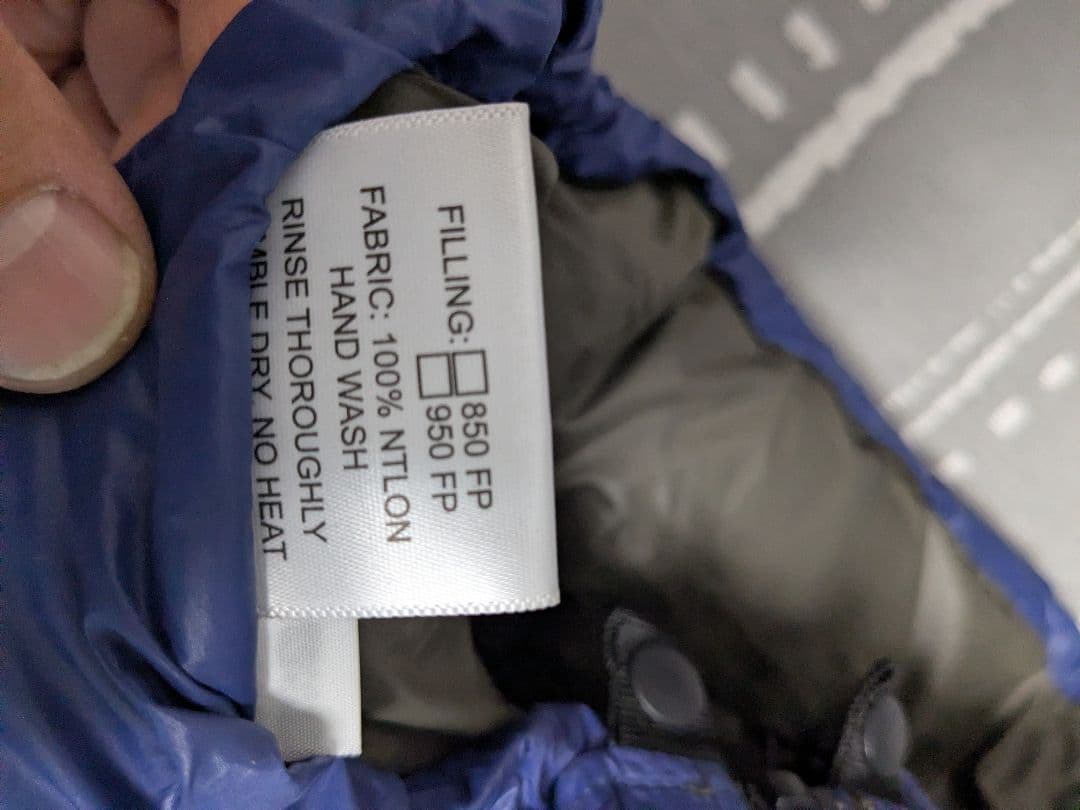 FILLING: ☐ 850 FP
☐ 950 FP
FABRIC: 100% NTLON
HAND WASH
RINSE THOROUGHLY
DRY NO HEAT